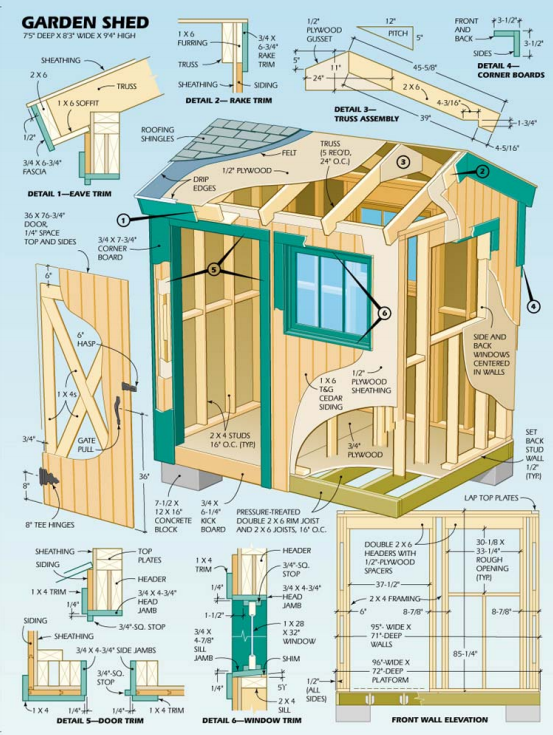 GARDEN SHED
7'5" DEEP X 8'3" WIDE X 9'4" HIGH
SHEATHING
2 X 6
TRUSS
1 X 6 SOFFIT
1/2"
3/4 X 6-3/4"
FASCIA
DETAIL 1—EAVE TRIM
1 X 6
FURRING
TRUSS
3/4 X
6-3/4"
RAKE
TRIM
SHEATHING
SIDING
DETAIL 2— RAKE TRIM
1/2"
PLYWOOD
GUSSET
12"
PITCH
5"
5"
11"
24"
45-5/8"
2 X 6
4-3/16"
39"
1-3/4"
4-5/16"
DETAIL 3—
TRUSS ASSEMBLY
FRONT
AND
BACK
3-1/2"
3-1/2"
SIDES
DETAIL 4—
CORNER BOARDS
ROOFING
SHINGLES
FELT
1/2" PLYWOOD
DRIP
EDGES
TRUSS
(5 REQ'D,
24" O.C.)
3
2
1
5
6
4
36 X 76-3/4"
DOOR,
1/4" SPACE
TOP AND SIDES
3/4 X 7-3/4"
CORNER
BOARD
6"
6"
HASP
1 X 4s
GATE
PULL
3/4"
36"
8"
8" TEE HINGES
2 X 4 STUDS
16" O.C. (TYP.)
1 X 6
T&G
CEDAR
SIDING
1/2"
PLYWOOD
SHEATHING
3/4"
PLYWOOD
SIDE AND
BACK
WINDOWS
CENTERED
IN WALLS
SET
BACK
STUD
WALL
1/2"
(TYP.)
7-1/2 X
12 X 16"
CONCRETE
BLOCK
3/4 X
6-1/4"
KICK
BOARD
PRESSURE-TREATED
DOUBLE 2 X 6 RIM JOIST
AND 2 X 6 JOISTS, 16" O.C.
SHEATHING
SIDING
TOP
PLATES
HEADER
1 X 4 TRIM
1/4"
3/4 X 4-3/4"
HEAD
JAMB
3/4"-SQ. STOP
SIDING
SHEATHING
3/4 X 4-3/4" SIDE JAMBS
3/4"-SQ.
STOP
1 X 4
1/4"
1/4"
1 X 4 TRIM
DETAIL 5—DOOR TRIM
1 X 4
TRIM
HEADER
3/4"-SQ.
STOP
3/4 X 4-3/4"
HEAD
JAMB
1/4"
1-1/2"
1 X 28
X 32"
WINDOW
3/4 X
4-7/8"
SILL
JAMB
SHIM
1/4"
2 X 4
SILL
DETAIL 6—WINDOW TRIM
LAP TOP PLATES
DOUBLE 2 X 6
HEADERS WITH
1/2"-PLYWOOD
SPACERS
30-1/8 X
33-1/4"
ROUGH
OPENING
(TYP.)
37-1/2"
2 X 4 FRAMING
6"
8-7/8"
8-7/8"
95"- WIDE X
71"-DEEP
WALLS
85-1/4"
96"-WIDE X
72"-DEEP
PLATFORM
1/2"
(ALL
SIDES)
FRONT WALL ELEVATION